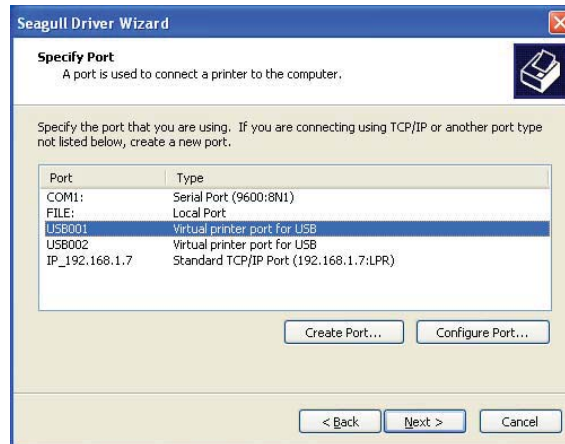 Seagull Driver Wizard
Specify Port
A port is used to connect a printer to the computer.
Specify the port that you are using. If you are connecting using TCP/IP or another port type
not listed below, create a new port.
Port Type
COM1: Serial Port (9600:8N1)
FILE: Local Port
USB001 Virtual printer port for USB
USB002 Virtual printer port for USB
IP_192.168.1.7 Standard TCP/IP Port (192.168.1.7:LPR)
Create Port... Configure Port...
< Back Next > Cancel